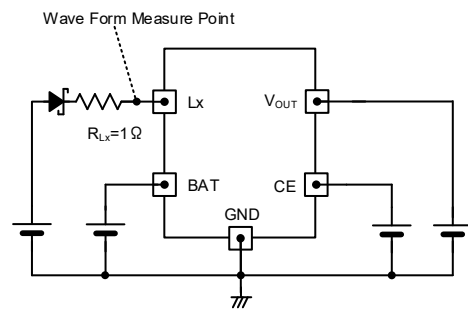 Wave Form Measure Point
Lx
VOUT
RLx=1Ω
BAT
CE
GND